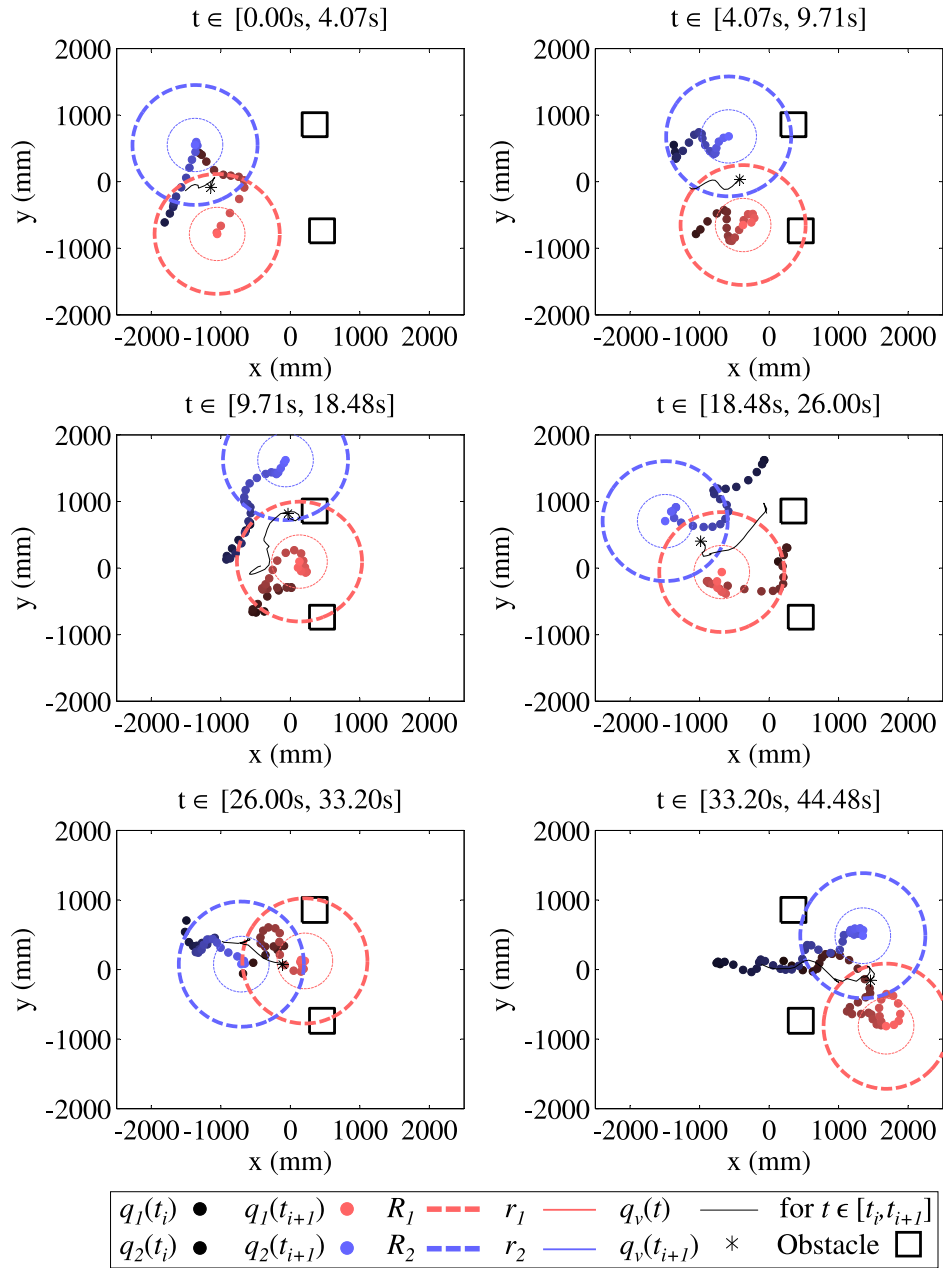 t ∈ [0.00s, 4.07s]
t ∈ [4.07s, 9.71s]
2000
1000
0
-1000
-2000
y (mm)
-2000 -1000 0 1000 2000
x (mm)
2000
1000
0
-1000
-2000
y (mm)
-2000 -1000 0 1000 2000
x (mm)
t ∈ [9.71s, 18.48s]
t ∈ [18.48s, 26.00s]
2000
1000
0
-1000
-2000
y (mm)
-2000 -1000 0 1000 2000
x (mm)
2000
1000
0
-1000
-2000
y (mm)
-2000 -1000 0 1000 2000
x (mm)
t ∈ [26.00s, 33.20s]
t ∈ [33.20s, 44.48s]
2000
1000
0
-1000
-2000
y (mm)
-2000 -1000 0 1000 2000
x (mm)
2000
1000
0
-1000
-2000
y (mm)
-2000 -1000 0 1000 2000
x (mm)
q₁(tᵢ) q₁(tᵢ₊₁) R₁ r₁ qᵥ(t) for t ϵ [tᵢ, tᵢ₊₁]
q₂(tᵢ) q₂(tᵢ₊₁) R₂ r₂ qᵥ(tᵢ₊₁) * Obstacle